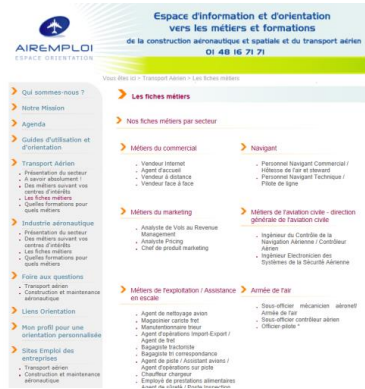 AIREMPLOI
ESPACE ORIENTATION
Espace d'information et d'orientation
vers les métiers et formations
de la construction aéronautique et spatiale et du transport aérien
01 48 16 71 71
Vous êtes ici > Transport Aérien > Les fiches métiers
Qui sommes-nous ?
Notre Mission
Agenda
Guides d'utilisation et
d'orientation
Transport Aérien
Présentation du secteur
A savoir absolument !
Des métiers suivant vos
centres d'intérêts
Les fiches métiers
Quelles formations pour
quels métiers
Industrie aéronautique
Présentation du secteur
Des métiers suivant vos
centres d'intérêts
Les fiches métiers
Quelles formations pour
quels métiers
Foire aux questions
Transport aérien
Construction et maintenance
aéronautique
Liens Orientation
Mon profil pour une
orientation personnalisée
Sites Emploi des
entreprises
Transport aérien
Construction et maintenance
aéronautique
Les fiches métiers
Nos fiches métiers par secteur
Métiers du commercial
Vendeur Internet
Agent d'accueil
Vendeur à distance
Vendeur face à face
Navigant
Personnel Navigant Commercial /
Hôtesse de l'air et steward
Personnel Navigant Technique /
Pilote de ligne
Métiers du marketing
Analyste de Vols au Revenue
Management
Analyste Pricing
Chef de produit marketing
Métiers de l'aviation civile - direction
générale de l'aviation civile
Ingénieur du Contrôle de la
Navigation Aérienne / Contrôleur
Aérien
Ingénieur Electronicien des
Systèmes de la Sécurité Aérienne
Métiers de l'exploitation / Assistance
en escale
Agent de nettoyage avion
Magasinier cariste fret
Manutentionnaire trieur
Agent d'opérations Import-Export /
Agent de fret
Bagagiste tractoriste
Bagagiste tri correspondance
Agent de piste / Assistant avions /
Agent d'opérations sur piste
Chauffeur chargeur
Employé de prestations alimentaires
Armée de l'air
Sous-officier mécanicien aéronef/
Armée de l'air
Sous-officier contrôleur aérien
Officier-pilote *